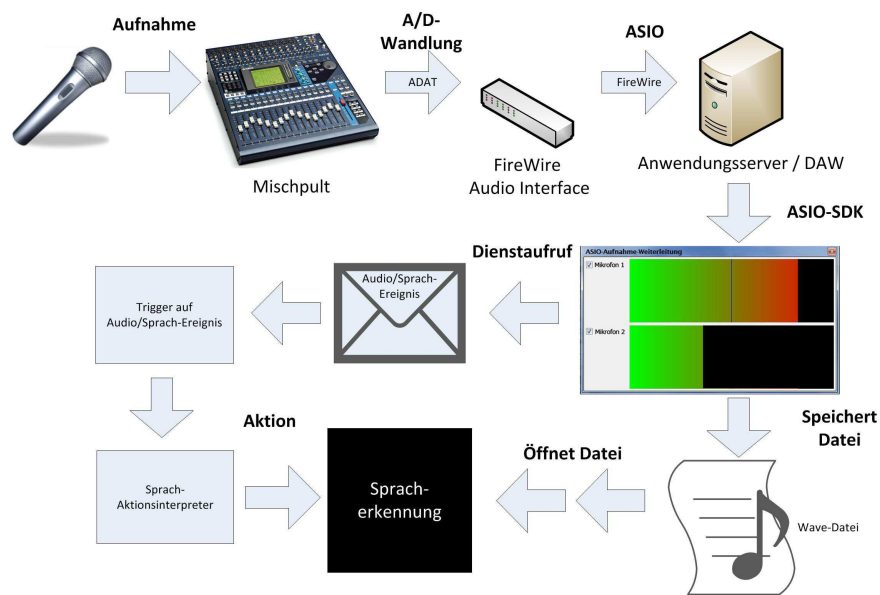 Aufnahme
A/D-
Wandlung
ASIO
ADAT
FireWire
Mischpult
FireWire
Audio Interface
Anwendungsserver / DAW
ASIO-SDK
Dienstaufruf
ASIO-Aufnahme-Weiterleitung
Mikrofon 1
Mikrofon 2
Audio/Sprach-
Ereignis
Trigger auf
Audio/Sprach-Ereignis
Aktion
Speichert
Datei
Öffnet Datei
Sprach-
Aktionsinterpreter
Sprach-
erkennung
Wave-Datei